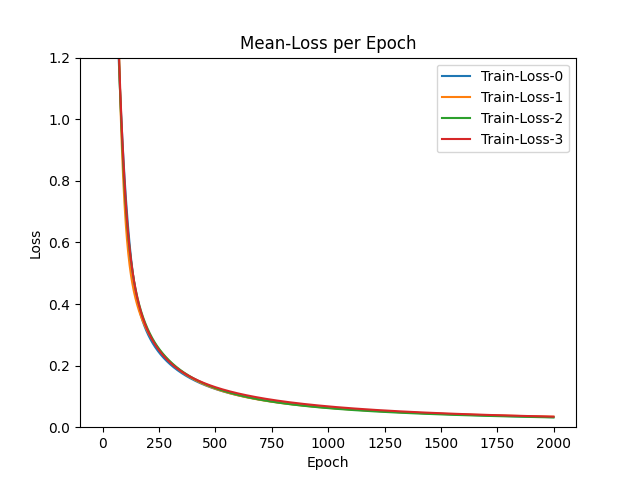 Mean-Loss per Epoch
1.2
1.0
0.8
0.6
0.4
0.2
0.0
Loss
Train-Loss-0
Train-Loss-1
Train-Loss-2
Train-Loss-3
0 250 500 750 1000 1250 1500 1750 2000
Epoch